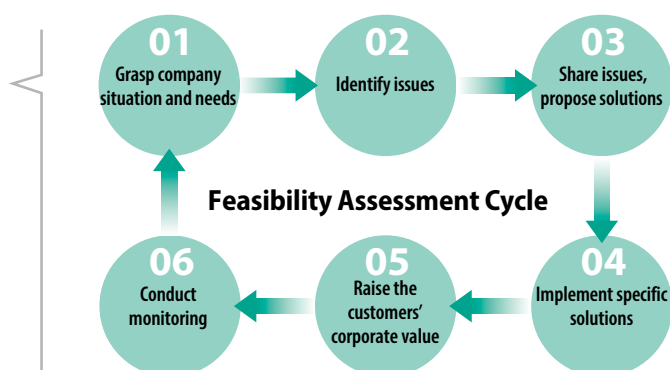 01
Grasp company
situation and needs
02
Identify issues
03
Share issues,
propose solutions
Feasibility Assessment Cycle
06
Conduct
monitoring
05
Raise the
customers’
corporate value
04
Implement specific
solutions